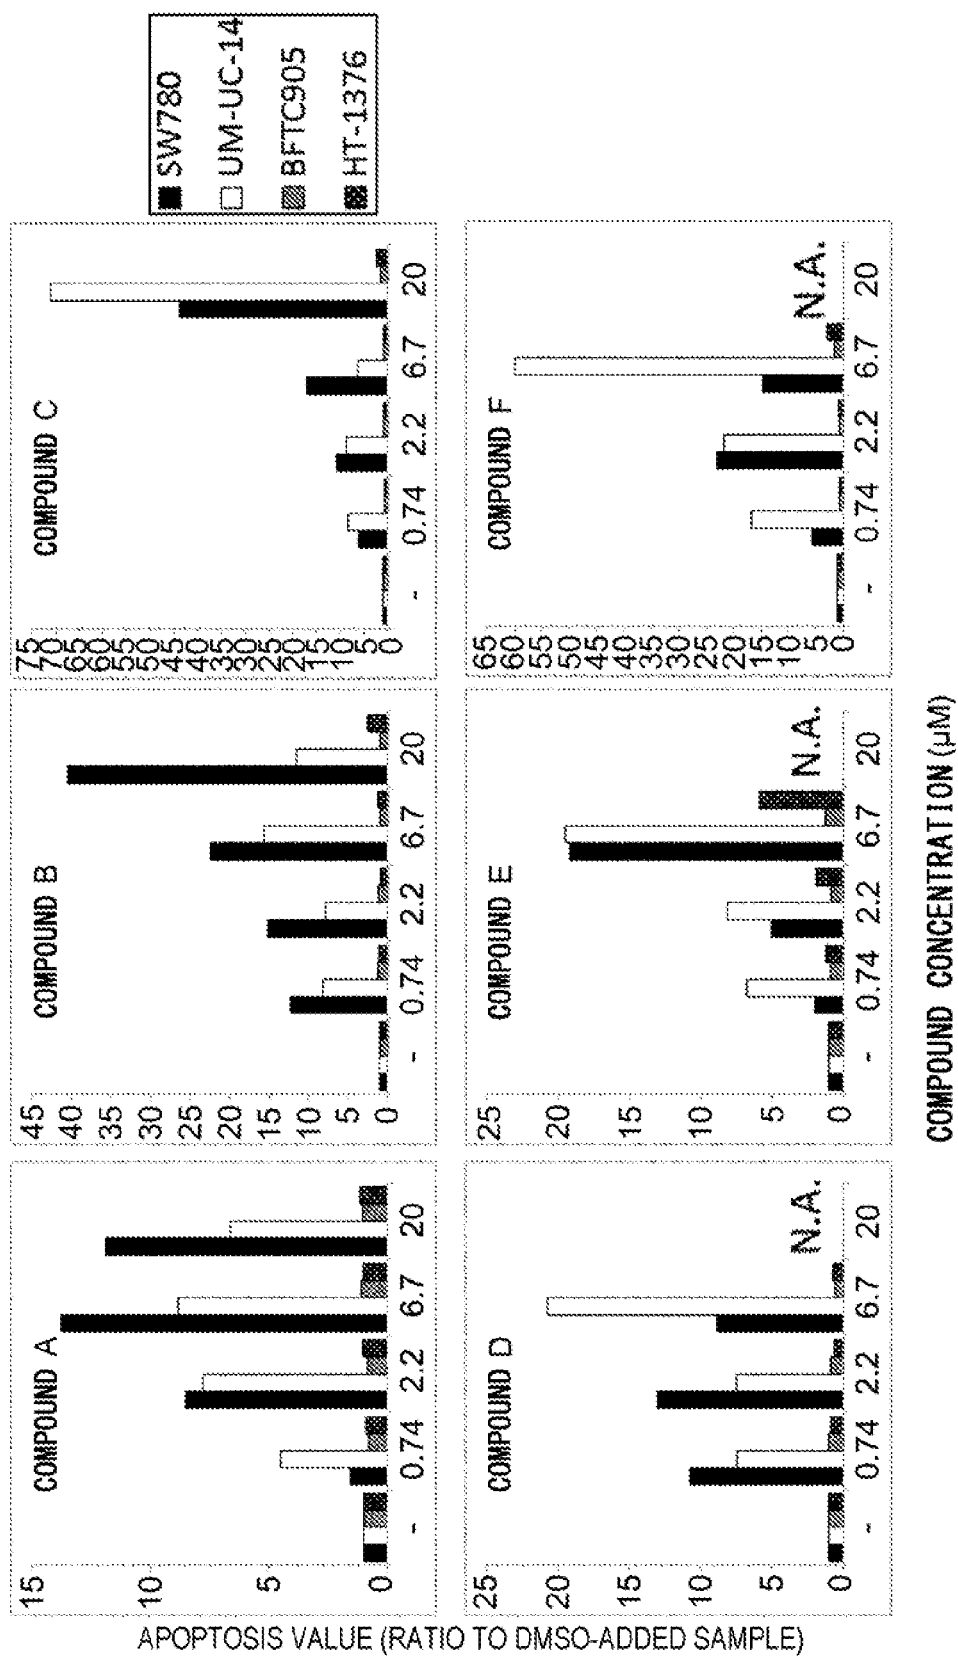 APOPTOSIS VALUE (RATIO TO DMSO-ADDED SAMPLE)
COMPOUND A
15
10
5
0
- 0.74 2.2 6.7 20
COMPOUND B
45
40
35
30
25
20
15
10
5
0
- 0.74 2.2 6.7 20
COMPOUND C
75
70
65
60
55
50
45
40
35
30
25
20
15
10
5
0
- 0.74 2.2 6.7 20
SW780
UM-UC-14
BFTC905
HT-1376
COMPOUND D
25
20
15
10
5
0
N.A.
- 0.74 2.2 6.7 20
COMPOUND E
25
20
15
10
5
0
N.A.
- 0.74 2.2 6.7 20
COMPOUND F
65
60
55
50
45
40
35
30
25
20
15
10
5
0
N.A.
- 0.74 2.2 6.7 20
COMPOUND CONCENTRATION (µM)